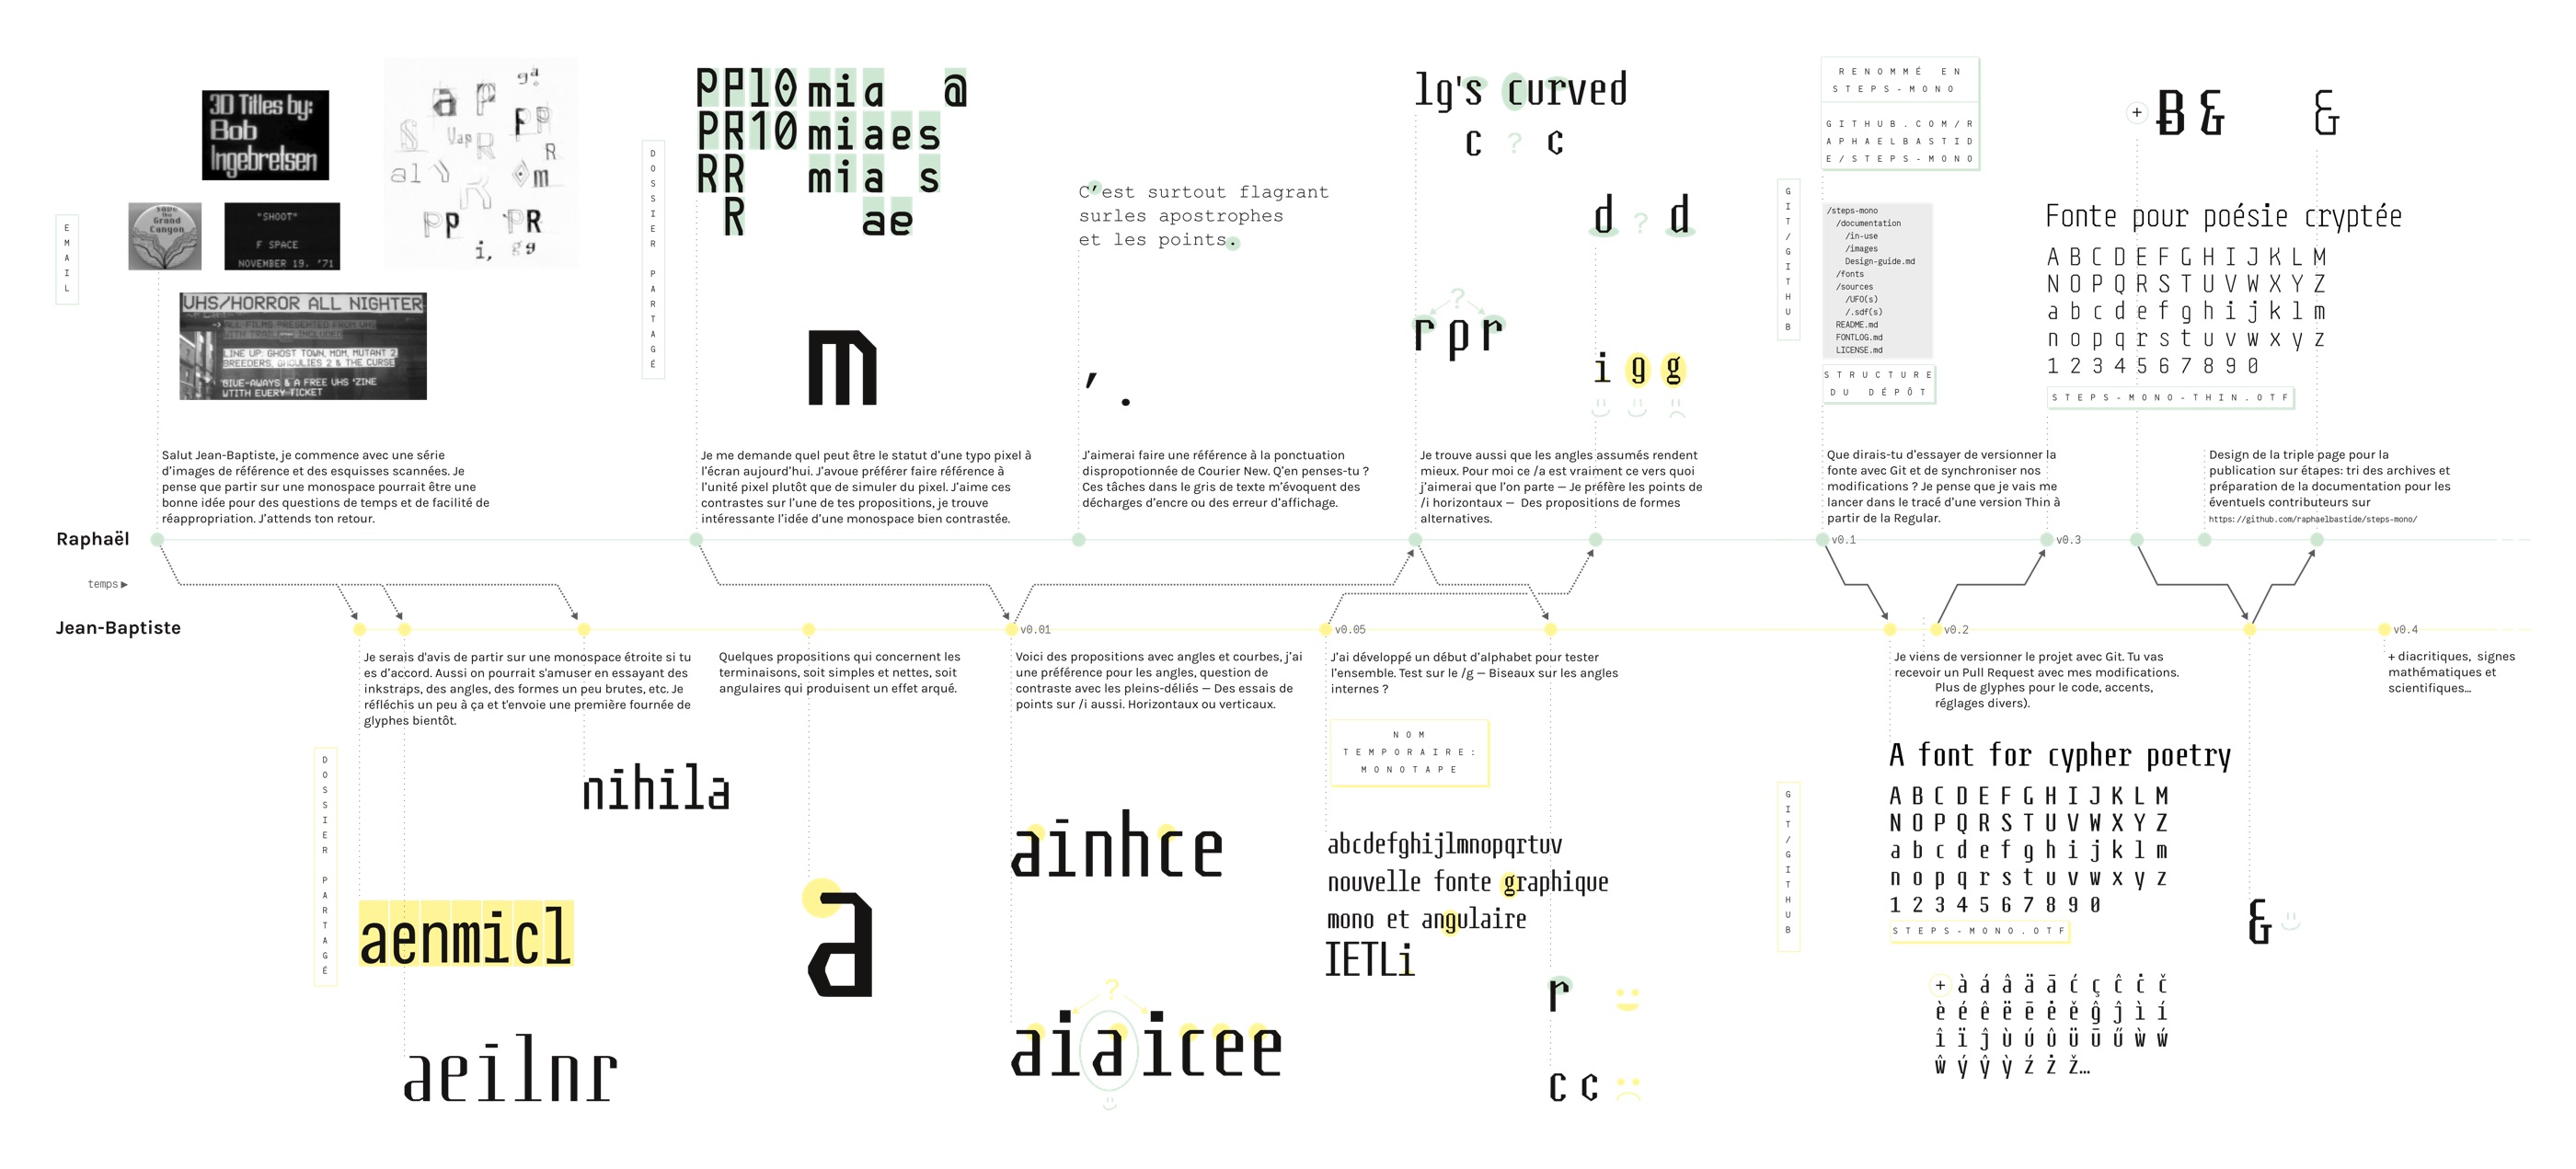 EMAIL
3D Titles by:
Bob
Ingebrelsen
save
the
Grand
Canyon
"SHOOT"
F SPACE
NOVEMBER 19. '71
VHS/HORROR ALL NIGHTER
ALL FILMS PRESENTED FROM VHS
WITH TRAILERS INCLUDED
LINE UP: GHOST TOWN, MOM, MUTANT 2
BREEDERS, GHOULIES 2 & THE CURSE
GIVE-AWAYS & A FREE VHS 'ZINE
WITH EVERY TICKET
g a
a P
S Vap R P P R
a l R m
P p P R
i, g g
Salut Jean-Baptiste, je commence avec une série
d'images de référence et des esquisses scannées. Je
pense que partir sur une monospace pourrait être une
bonne idée pour des questions de temps et de facilité de
réappropriation. J'attends ton retour.
DOSSIER PARTAGÉ
PP10mia @
PR10miaes
RR mia s
R ae
m
Je me demande quel peut être le statut d'une typo pixel à
l'écran aujourd'hui. J'avoue préférer faire référence à
l'unité pixel plutôt que de simuler du pixel. J'aime ces
contrastes sur l'une de tes propositions, je trouve
intéressante l'idée d'une monospace bien contrastée.
C'est surtout flagrant
surles apostrophes
et les points.
, .
J'aimerai faire une référence à la ponctuation
dispropotionnée de Courier New. Q'en penses-tu ?
Ces tâches dans le gris de texte m'évoquent des
décharges d'encre ou des erreur d'affichage.
lg's curved
c ? c
d ? d
?
rpr
i g g
Je trouve aussi que les angles assumés rendent
mieux. Pour moi ce /a est vraiment ce vers quoi
j'aimerai que l'on parte — Je préfère les points de
/i horizontaux — Des propositions de formes
alternatives.
GIT/GITHUB
RENOMMÉ EN
STEPS-MONO
GITHUB.COM/R
APHAELBASTID
E/STEPS-MONO
/steps-mono
/documentation
/in-use
/images
Design-guide.md
/fonts
/sources
/UFO(s)
/.sdf(s)
README.md
FONTLOG.md
LICENSE.md
STRUCTURE
DU DÉPÔT
Que dirais-tu d'essayer de versionner la
fonte avec Git et de synchroniser nos
modifications ? Je pense que je vais me
lancer dans le tracé d'une version Thin à
partir de la Regular.
+ B & &
Fonte pour poésie cryptée
A B C D E F G H I J K L M
N O P Q R S T U V W X Y Z
a b c d e f g h i j k l m
n o p q r s t u v w x y z
1 2 3 4 5 6 7 8 9 0
STEPS-MONO-THIN.OTF
Design de la triple page pour la
publication sur étapes: tri des archives et
préparation de la documentation pour les
éventuels contributeurs sur
https://github.com/raphaelbastide/steps-mono/
Raphaël
v0.1
v0.3
temps ▶
Jean-Baptiste
v0.01
v0.05
v0.2
v0.4
Je serais d'avis de partir sur une monospace étroite si tu
es d'accord. Aussi on pourrait s'amuser en essayant des
inkstraps, des angles, des formes un peu brutes, etc. Je
réfléchis un peu à ça et t'envoie une première fournée de
glyphes bientôt.
DOSSIER PARTAGÉ
nihila
aenmicl
aeilnr
Quelques propositions qui concernent les
terminaisons, soit simples et nettes, soit
angulaires qui produisent un effet arqué.
a
Voici des propositions avec angles et courbes, j'ai
une préférence pour les angles, question de
contraste avec les pleins-déliés — Des essais de
points sur /i aussi. Horizontaux ou verticaux.
ainhce
?
aiaicee
J'ai développé un début d'alphabet pour tester
l'ensemble. Test sur le /g — Biseaux sur les angles
internes ?
NOM
TEMPORAIRE:
MONOTAPE
abcdefghijlmnopqrtuv
nouvelle fonte graphique
mono et angulaire
IETLi
r
c c
Je viens de versionner le projet avec Git. Tu vas
recevoir un Pull Request avec mes modifications.
Plus de glyphes pour le code, accents,
réglages divers).
GIT/GITHUB
A font for cypher poetry
A B C D E F G H I J K L M
N O P Q R S T U V W X Y Z
a b c d e f g h i j k l m
n o p q r s t u v w x y z
1 2 3 4 5 6 7 8 9 0
STEPS-MONO.OTF
+ à á â ä ā ć ç ĉ ċ č
è é ê ë ē ė ě ĝ ĵ ì í
î ï ĵ ù ú û ü ū ű ẁ ẃ
ŵ ý ŷ ỳ ź ż ž…
&
+ diacritiques, signes
mathématiques et
scientifiques…